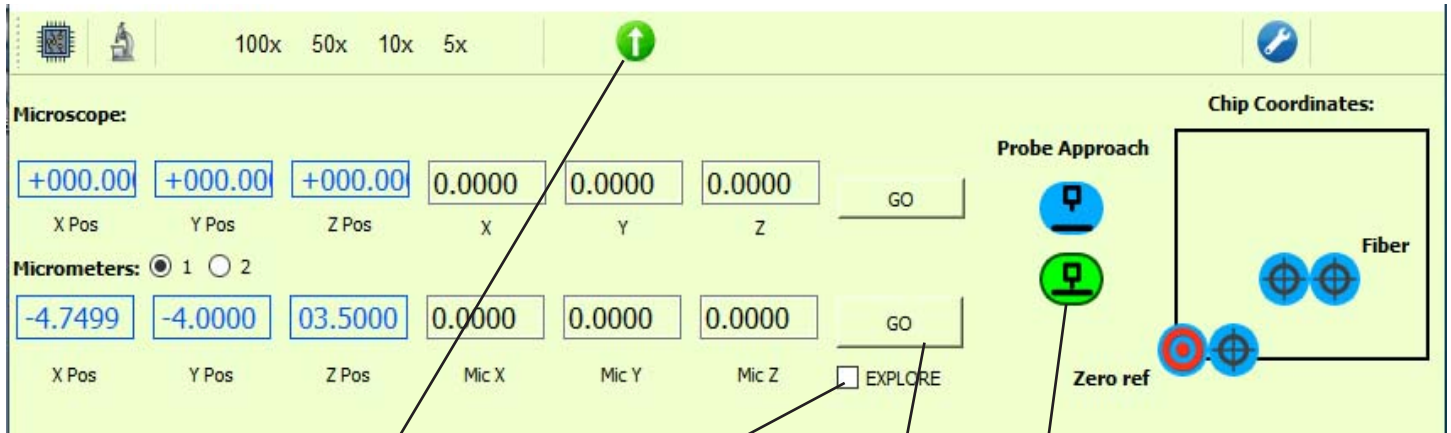 100x 50x 10x 5x
Microscope:
Chip Coordinates:
Probe Approach
+000.00 +000.00 +000.00 0.0000 0.0000 0.0000 GO
X Pos Y Pos Z Pos X Y Z
Fiber
Micrometers: 1 2
-4.7499 -4.0000 03.5000 0.0000 0.0000 0.0000 GO
X Pos Y Pos Z Pos Mic X Mic Y Mic Z EXPLORE Zero ref